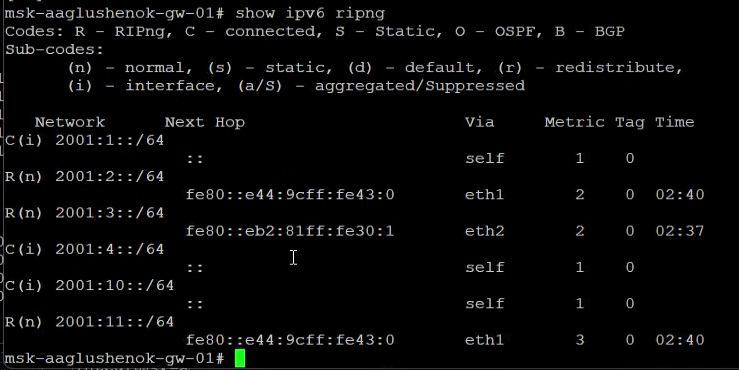 msk-aaglushenok-gw-01# show ipv6 ripng
Codes: R - RIPng, C - connected, S - Static, O - OSPF, B - BGP
Sub-codes:
      (n) - normal, (s) - static, (d) - default, (r) - redistribute,
      (i) - interface, (a/S) - aggregated/Suppressed

   Network      Next Hop                      Via     Metric Tag Time
C(i) 2001:1::/64
                  ::                          self       1    0
R(n) 2001:2::/64
                  fe80::e44:9cff:fe43:0       eth1       2    0  02:40
R(n) 2001:3::/64
                  fe80::eb2:81ff:fe30:1       eth2       2    0  02:37
C(i) 2001:4::/64
                  ::                          self       1    0
C(i) 2001:10::/64
                  ::                          self       1    0
R(n) 2001:11::/64
                  fe80::e44:9cff:fe43:0       eth1       3    0  02:40
msk-aaglushenok-gw-01#